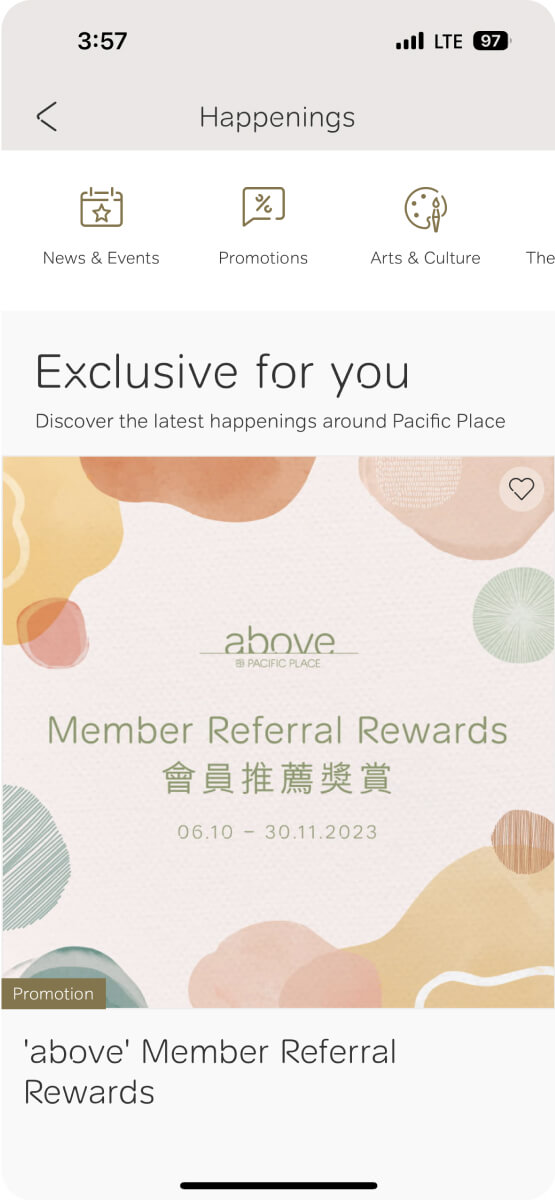 3:57
LTE
97
Happenings
News & Events
Promotions
Arts & Culture
The
Exclusive for you
Discover the latest happenings around Pacific Place
above
PACIFIC PLACE
Member Referral Rewards
會員推薦獎賞
06.10 – 30.11.2023
Promotion
'above' Member Referral
Rewards